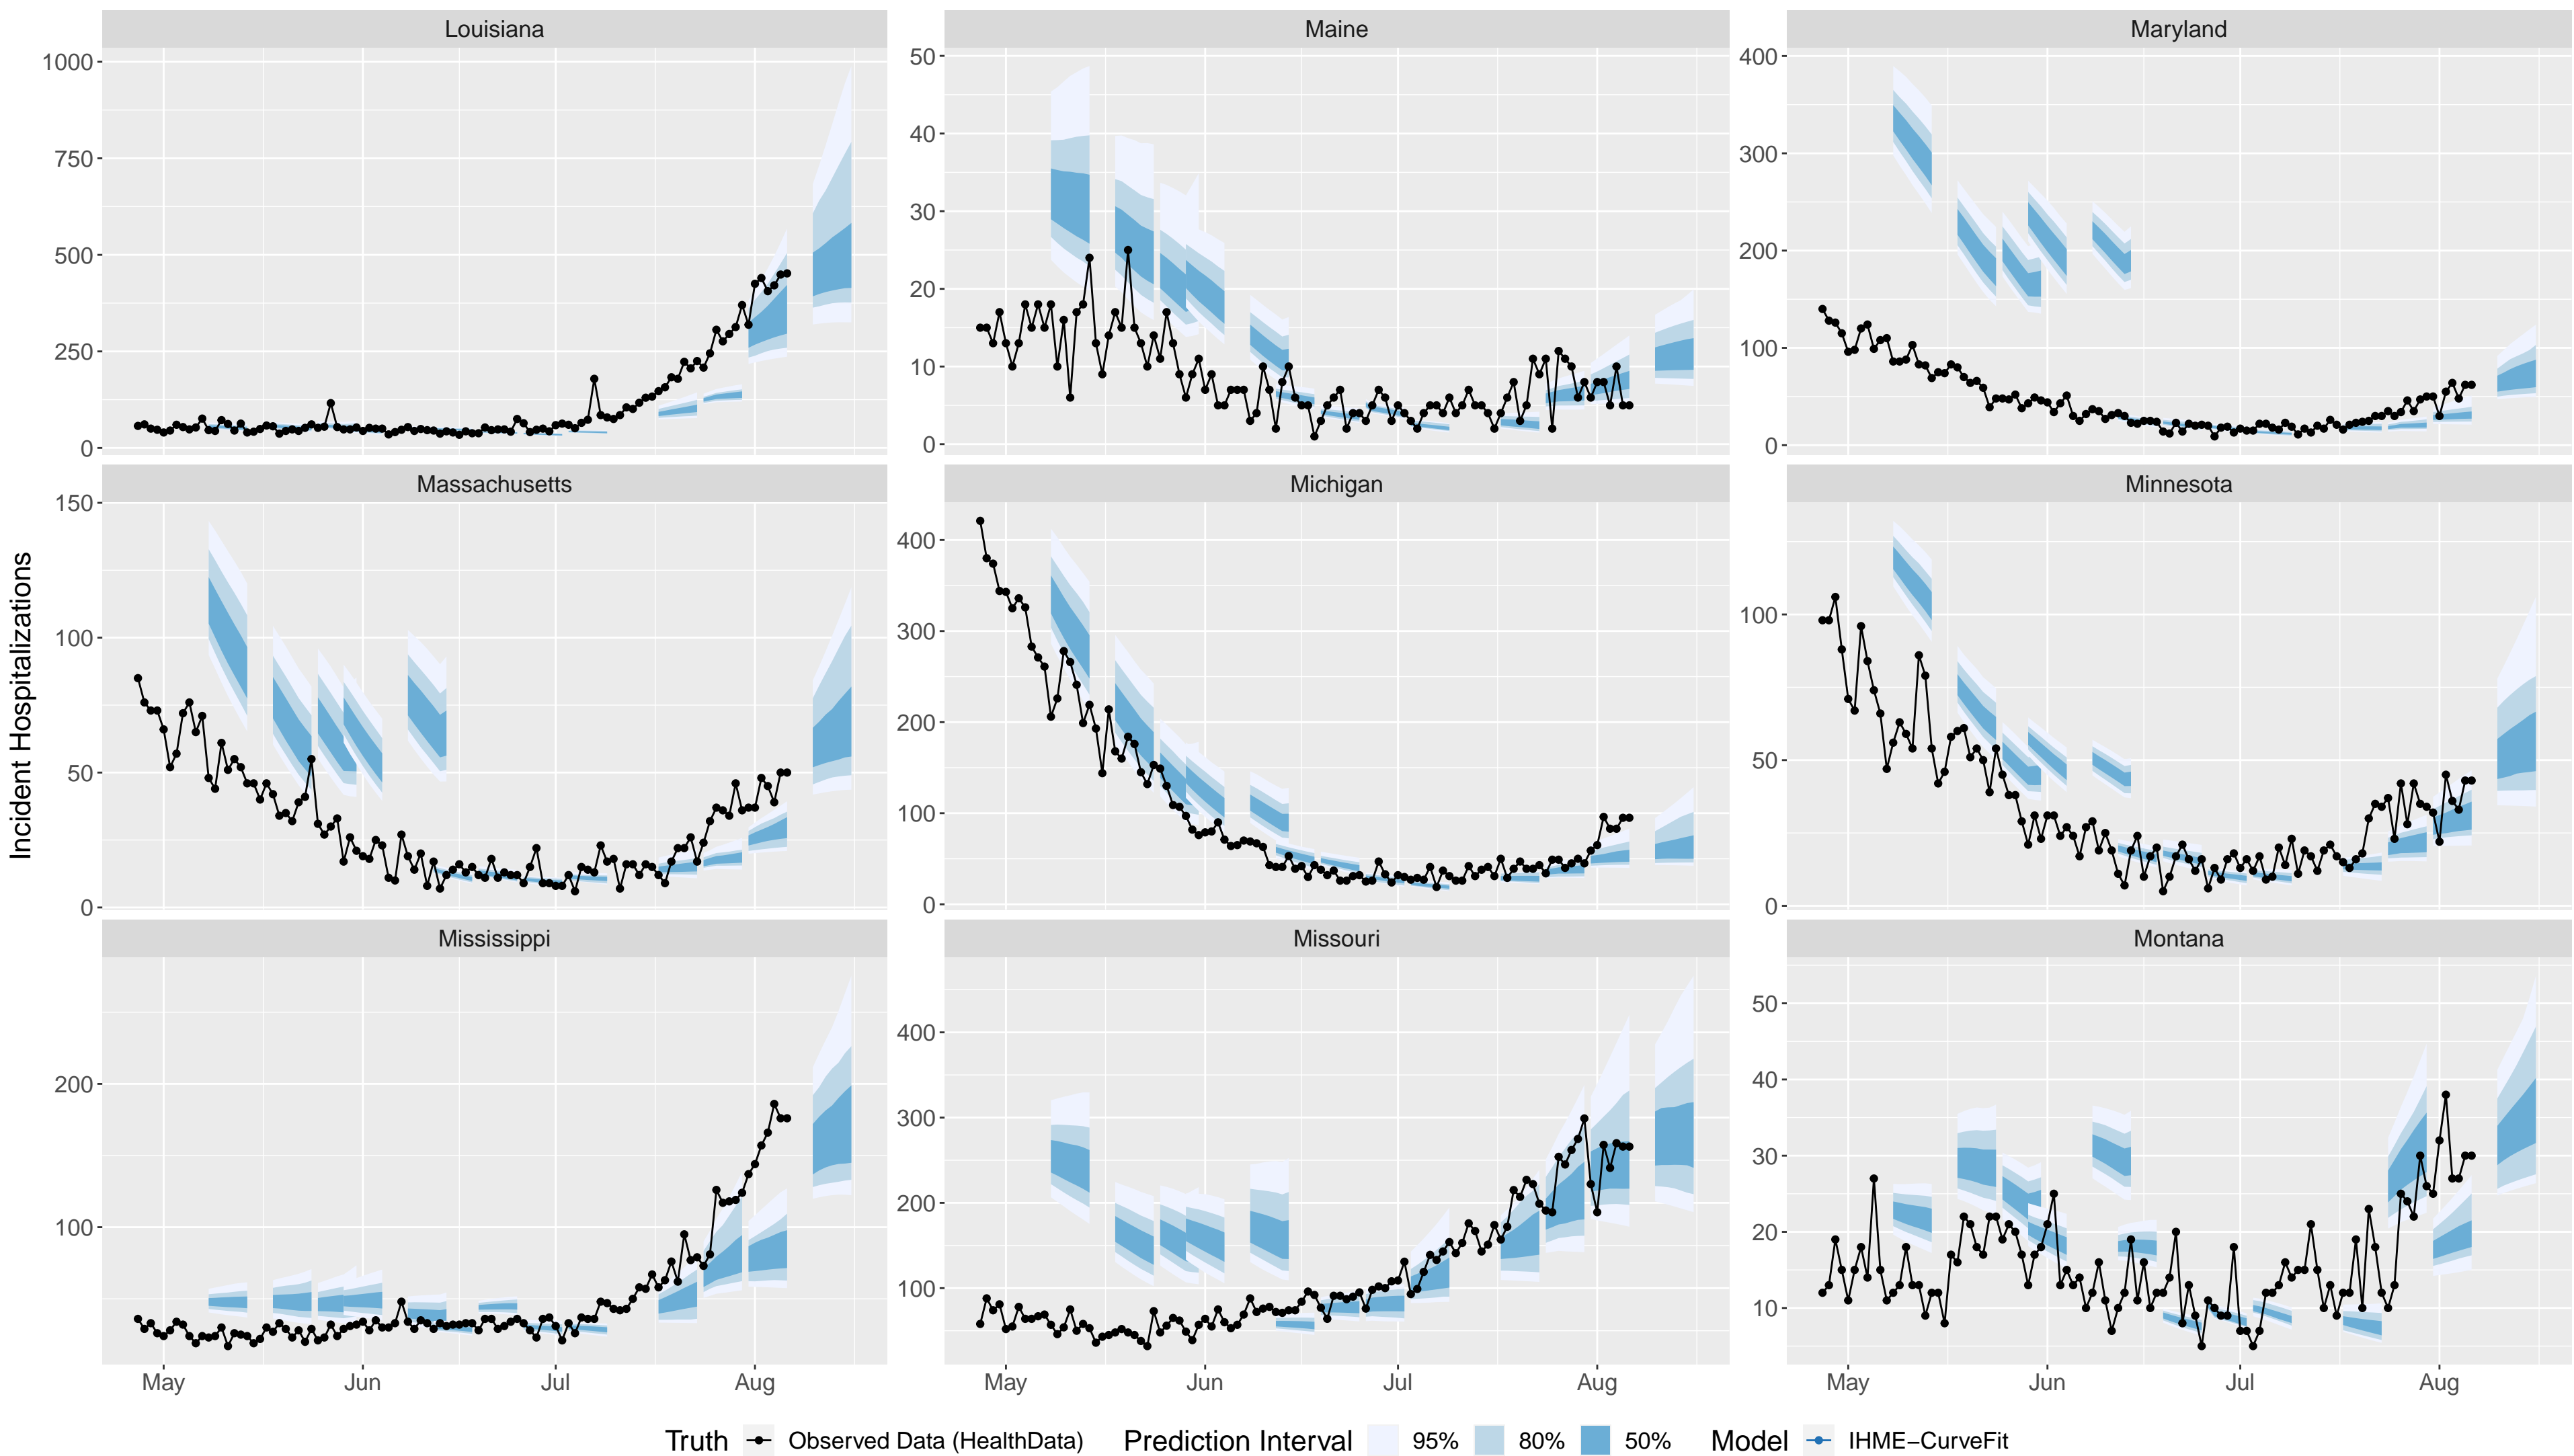 Louisiana
Maine
Maryland
1000
750
500
250
0
50
40
30
20
10
0
400
300
200
100
0
Massachusetts
Michigan
Minnesota
150
100
50
0
400
300
200
100
0
100
50
0
Mississippi
Missouri
Montana
200
100
400
300
200
100
50
40
30
20
10
Incident Hospitalizations
May Jun Jul Aug
May Jun Jul Aug
May Jun Jul Aug
Truth Observed Data (HealthData) Prediction Interval 95% 80% 50% Model IHME−CurveFit